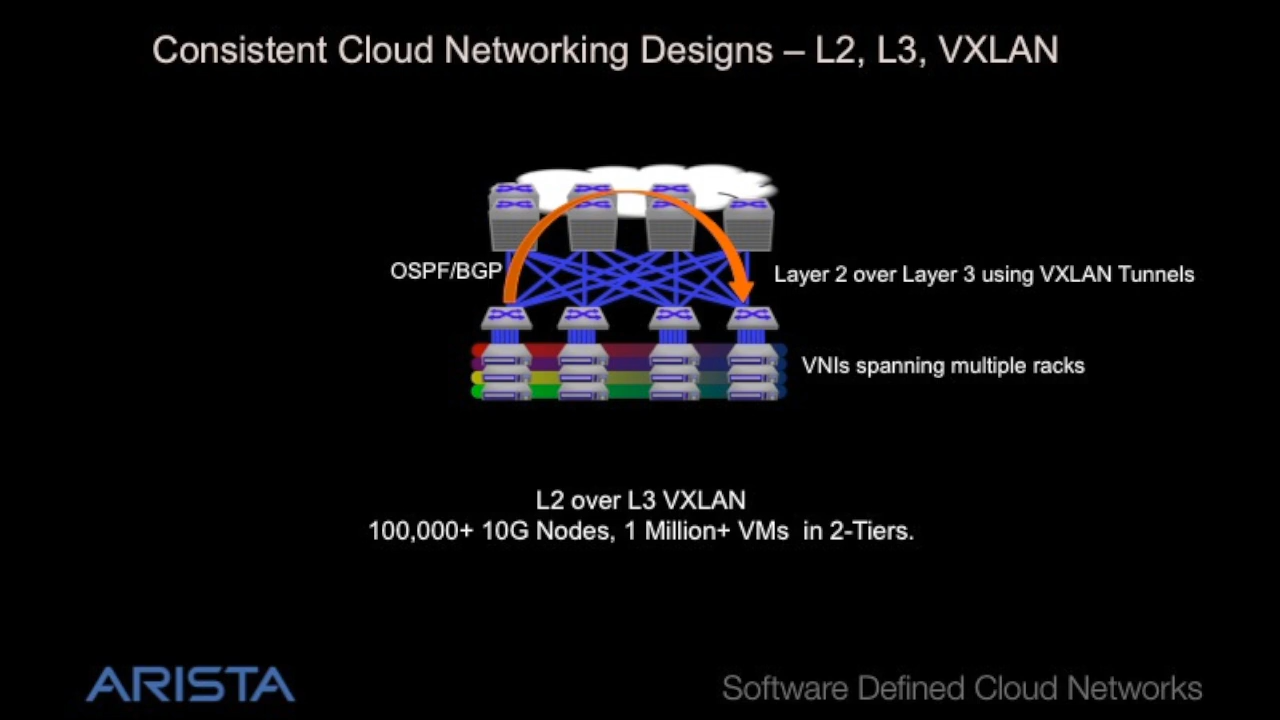 Consistent Cloud Networking Designs – L2, L3, VXLAN
OSPF/BGP
Layer 2 over Layer 3 using VXLAN Tunnels
VNIs spanning multiple racks
L2 over L3 VXLAN
100,000+ 10G Nodes, 1 Million+ VMs  in 2-Tiers.
ARISTA
Software Defined Cloud Networks